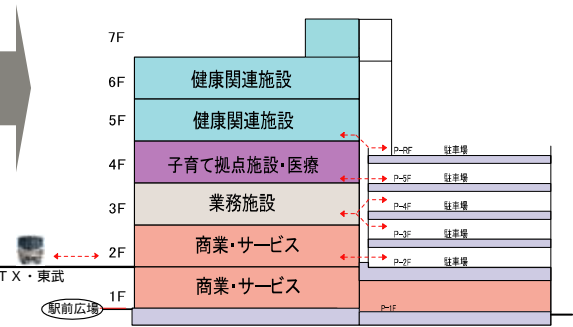 7F
6F
健康関連施設
5F
健康関連施設
P-RF 駐車場
4F
子育て拠点施設・医療
P-5F 駐車場
3F
業務施設
P-4F 駐車場
P-3F 駐車場
2F
商業・サービス
P-2F 駐車場
TX・東武
1F
商業・サービス
駅前広場
P-1F